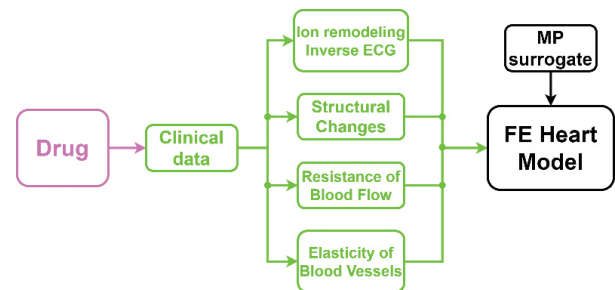 Ion remodeling
Inverse ECG
MP
surrogate
Structural
Changes
Drug
Clinical
data
FE Heart
Model
Resistance of
Blood Flow
Elasticity of
Blood Vessels